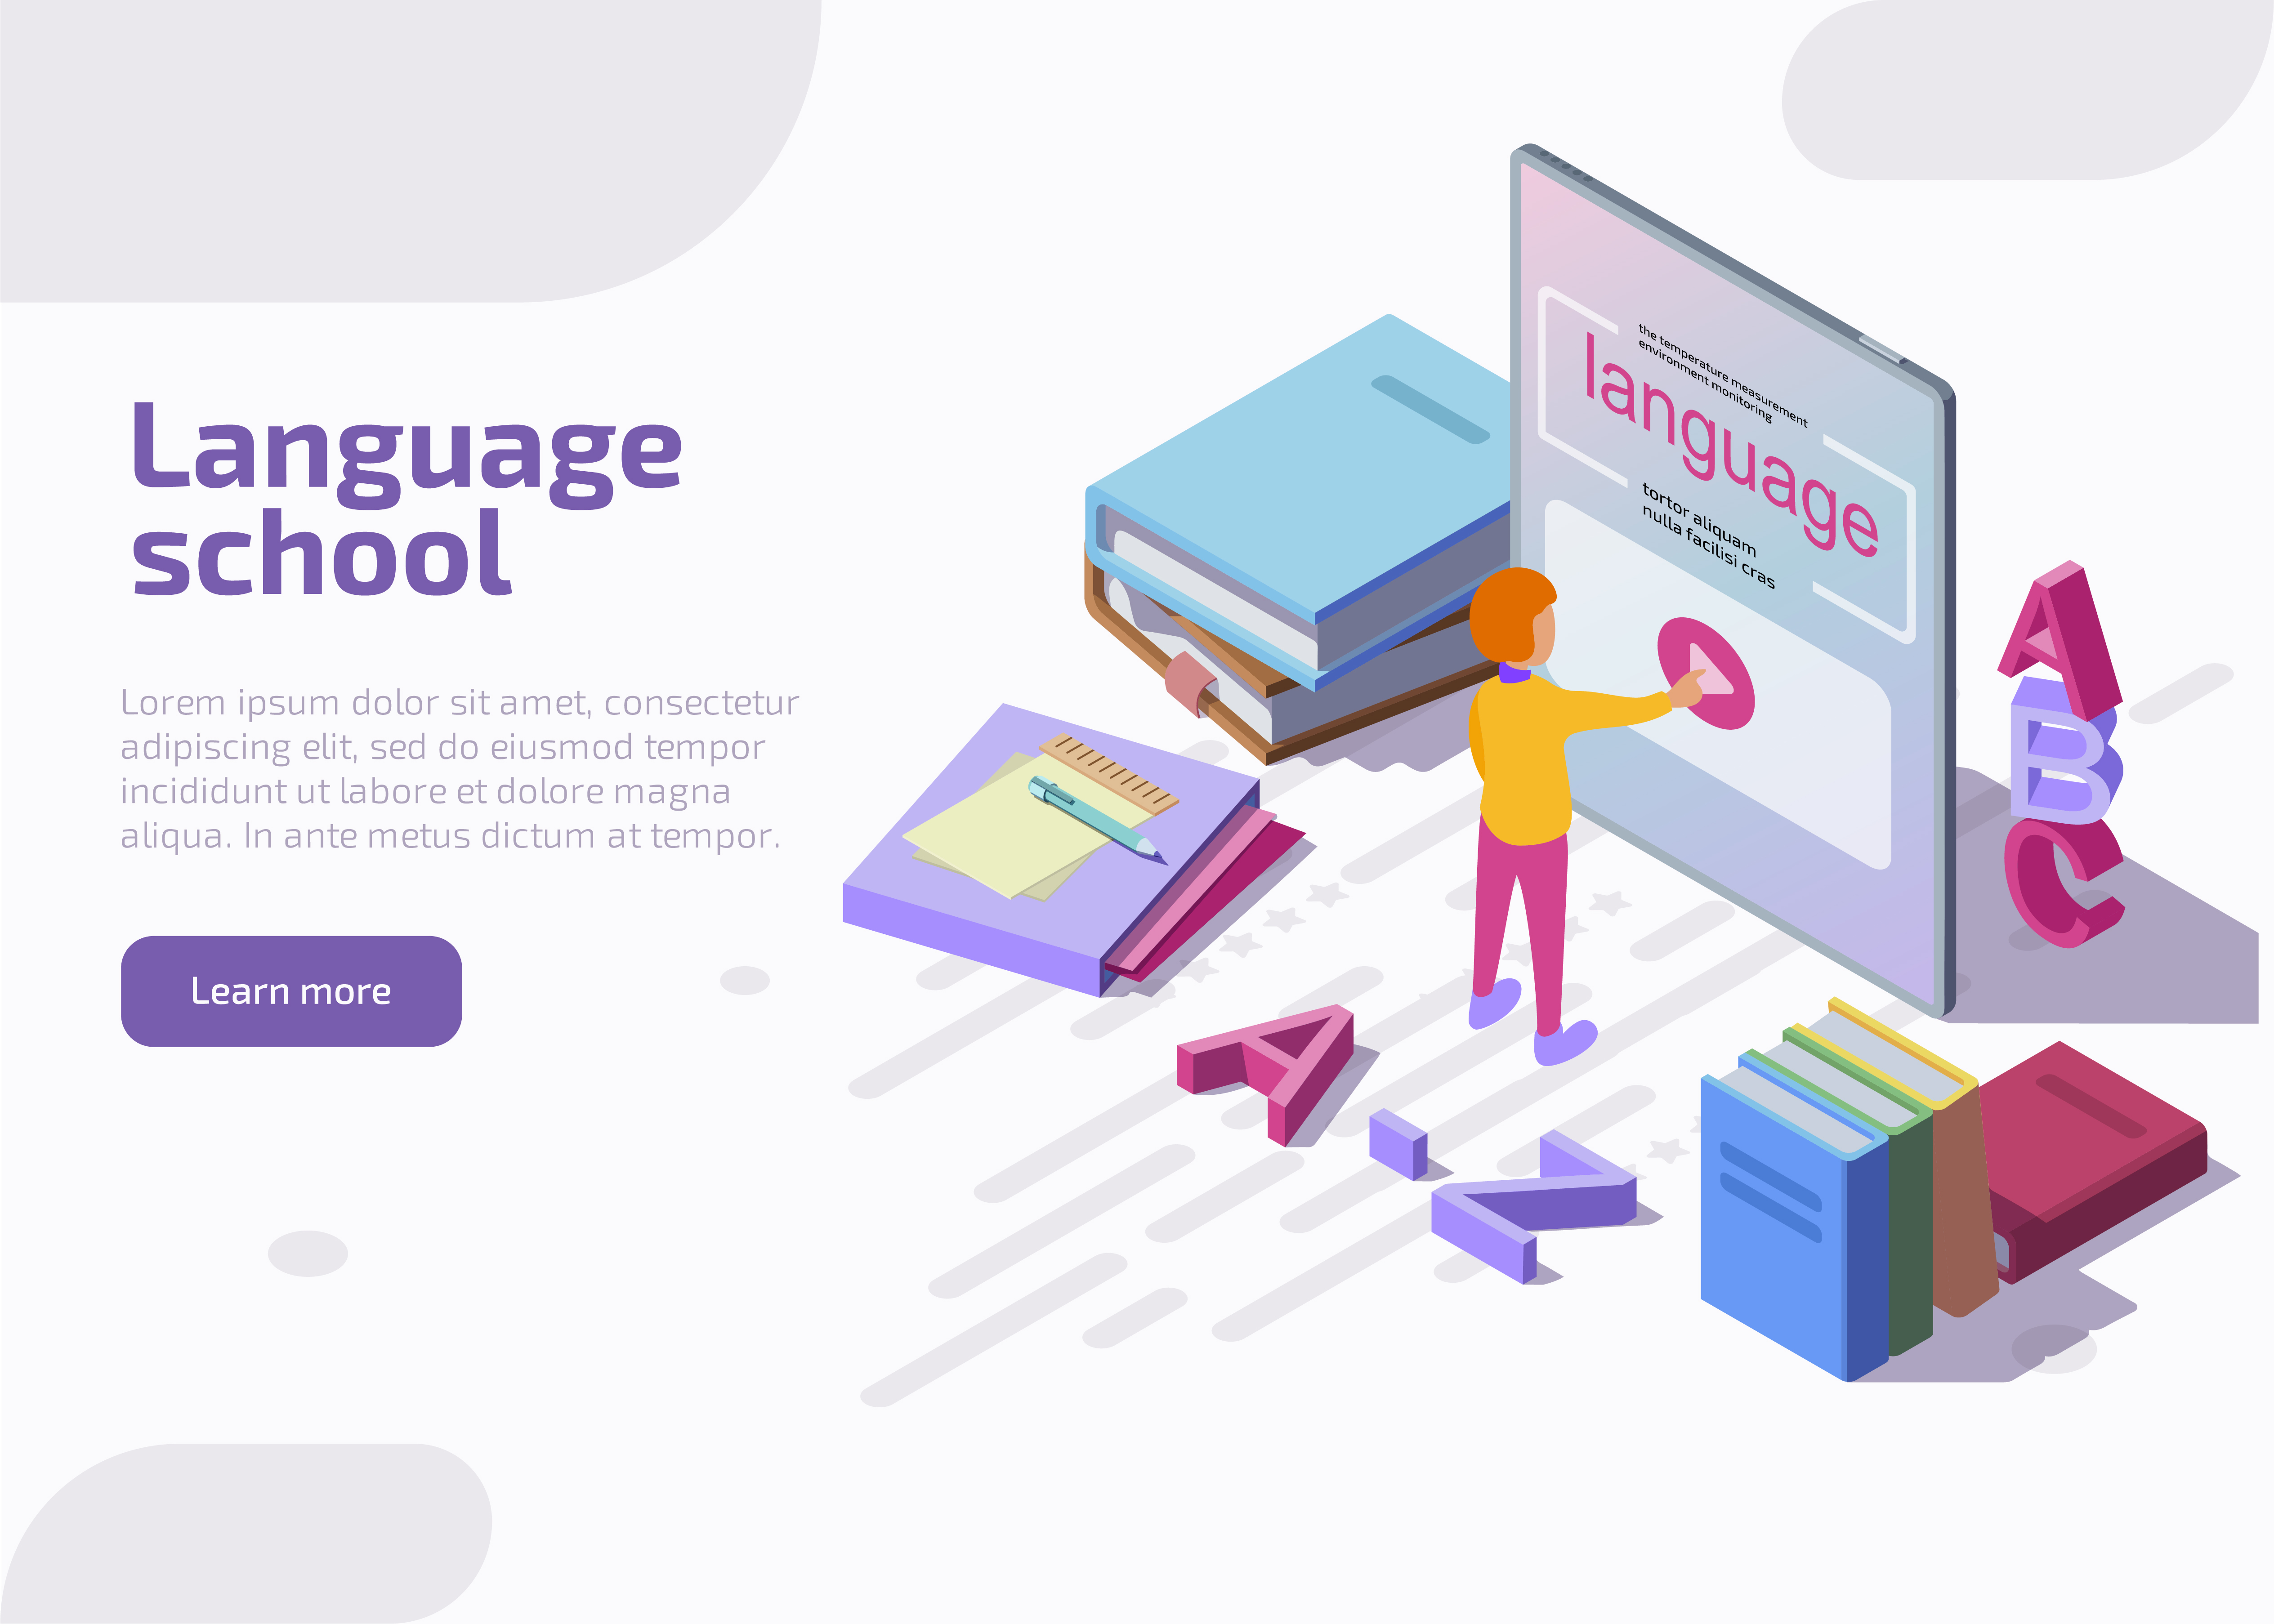 Language
school
Lorem ipsum dolor sit amet, consectetur
adipiscing elit, sed do eiusmod tempor
incididunt ut labore et dolore magna
aliqua. In ante metus dictum at tempor.
Learn more
the temperature measurement
environment monitoring
language
tortor aliquam
nulla facilisi cras
A
B
C
A
-
Z